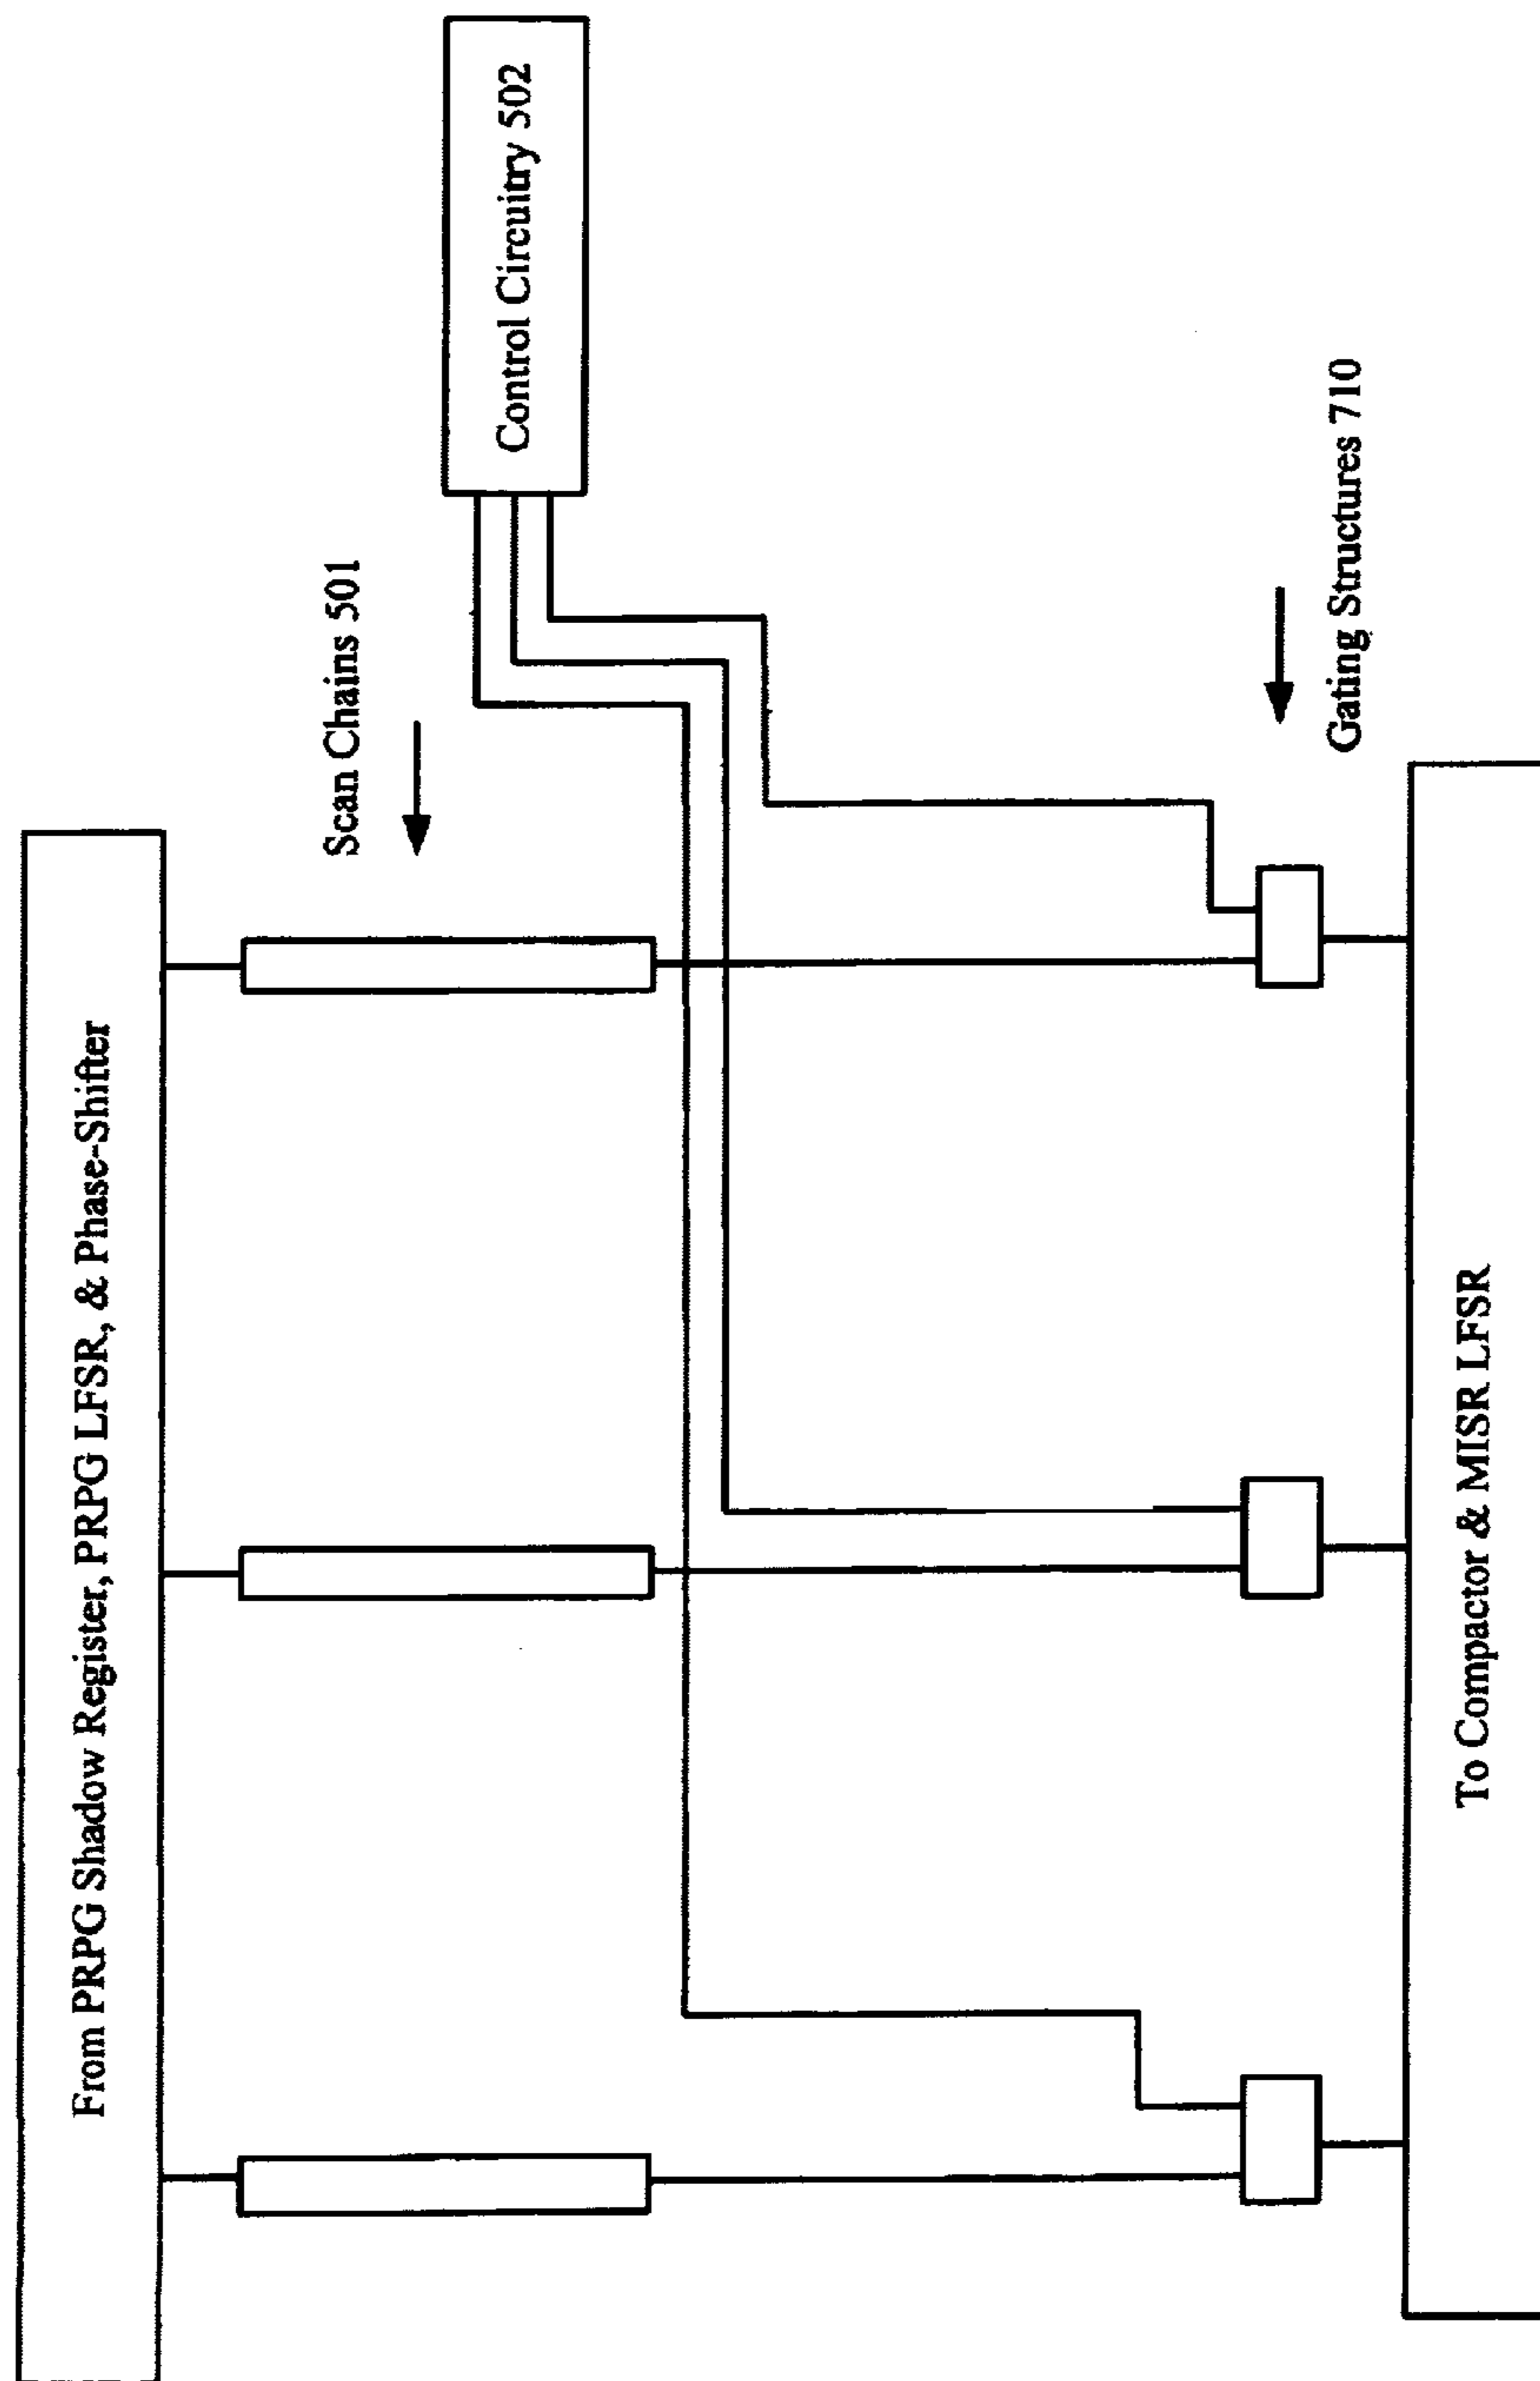 From PRPG Shadow Register, PRPG LFSR, & Phase-Shifter
Scan Chains 501
Control Circuitry 502
Gating Structures 710
To Compactor & MISR LFSR